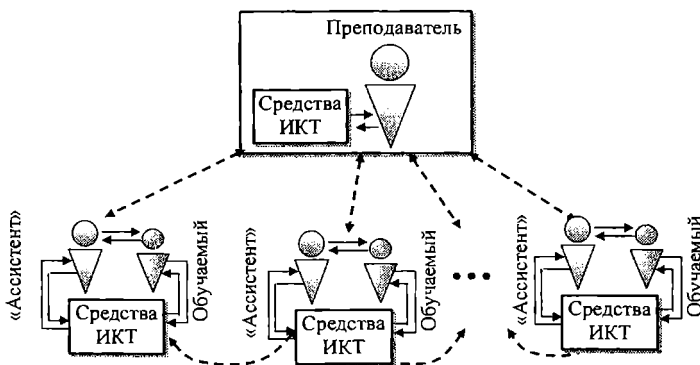 Преподаватель
Средства
ИКТ
«Ассистент»
Обучаемый
Средства
ИКТ
«Ассистент»
Обучаемый
Средства
ИКТ
• • •
«Ассистент»
Обучаемый
Средства
ИКТ